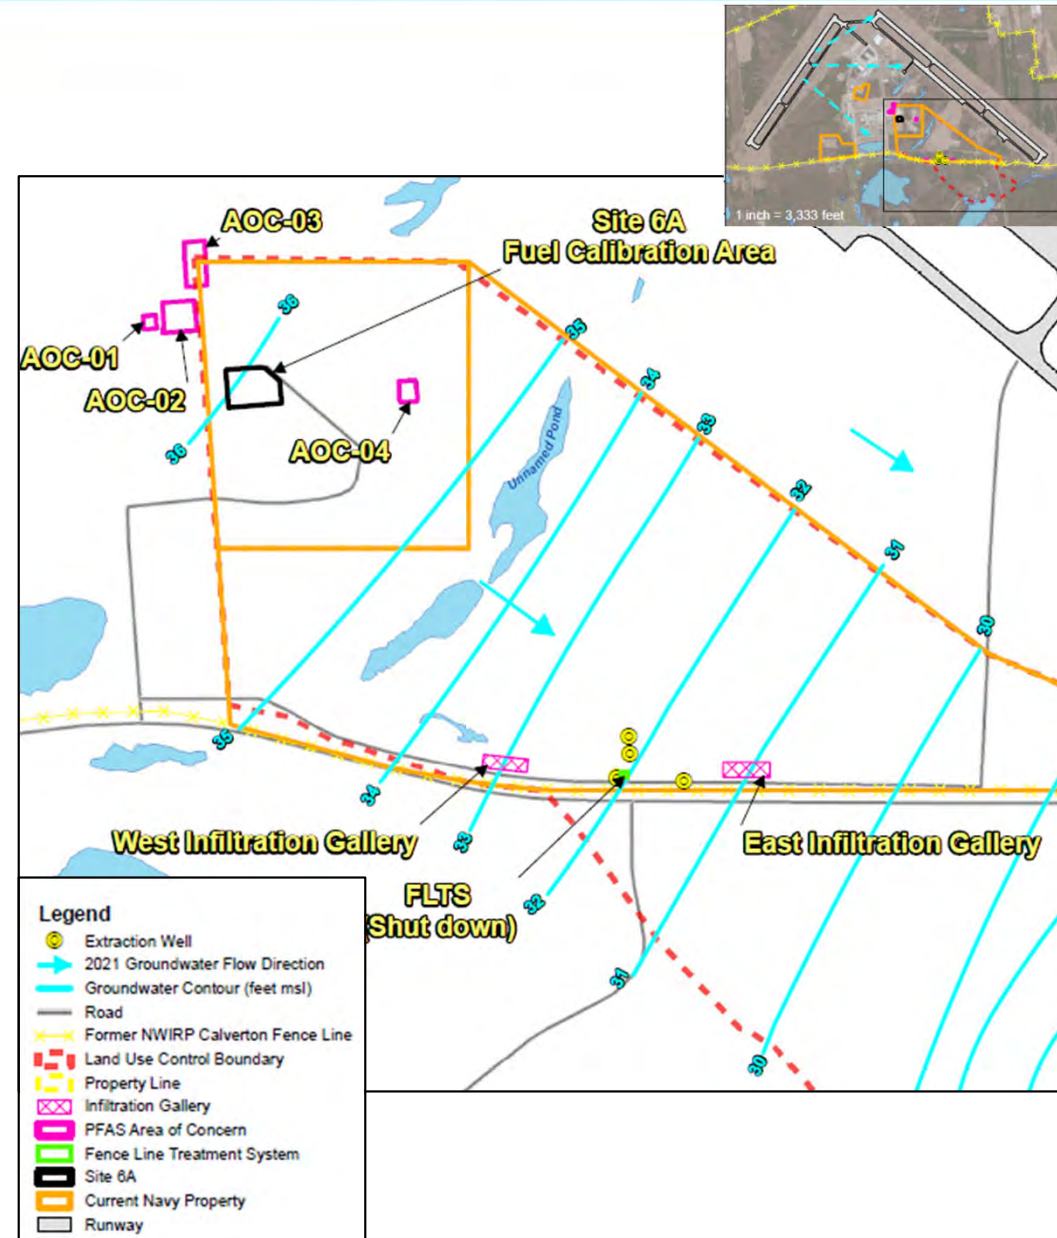 1 inch = 3,333 feet
AOC-03
Site 6A
Fuel Calibration Area
36
35
AOC-01
34
AOC-02
33
36
AOC-04
Unnamed Pond
32
31
30
35
34
33
West Infiltration Gallery
East Infiltration Gallery
FLTS
(Shut down)
32
31
30
Legend
Extraction Well
2021 Groundwater Flow Direction
Groundwater Contour (feet msl)
Road
Former NWIRP Calverton Fence Line
Land Use Control Boundary
Property Line
Infiltration Gallery
PFAS Area of Concern
Fence Line Treatment System
Site 6A
Current Navy Property
Runway